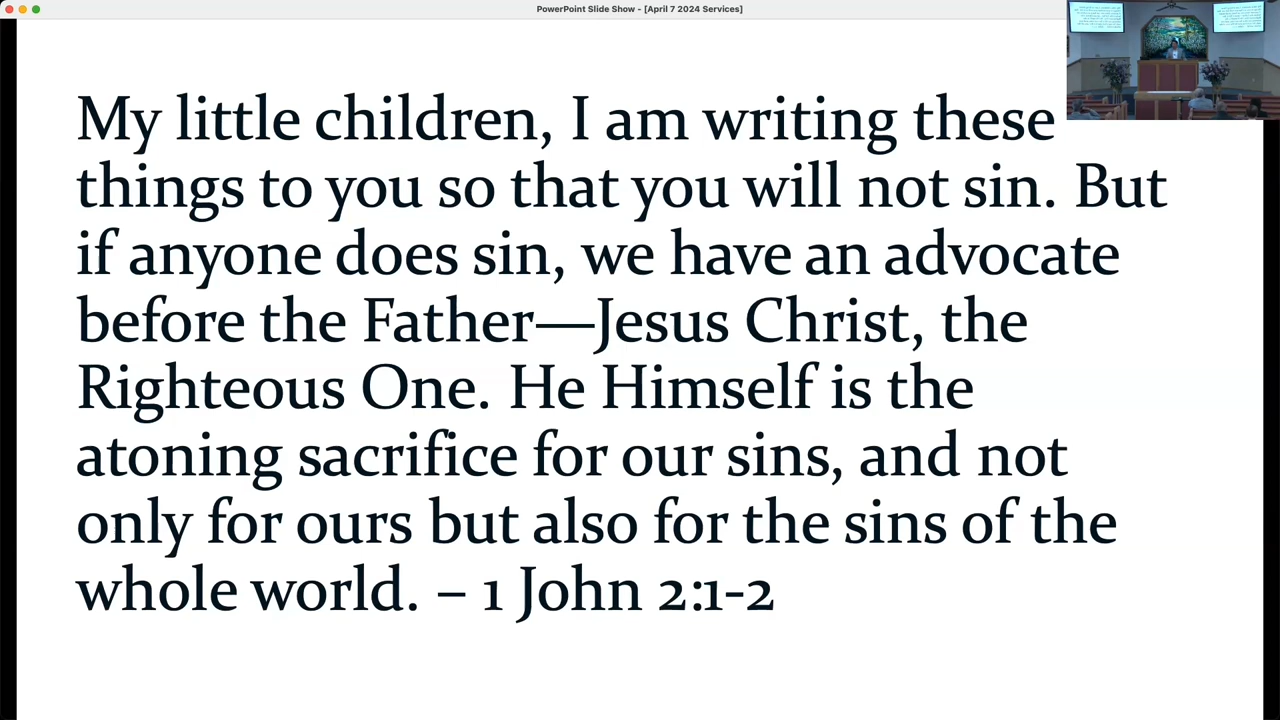 PowerPoint Slide Show - [April 7 2024 Services]
My little children, I am writing these
things to you so that you will not sin. But
if anyone does sin, we have an advocate
before the Father—Jesus Christ, the
Righteous One. He Himself is the
atoning sacrifice for our sins, and not
only for ours but also for the sins of the
whole world. – 1 John 2:1-2